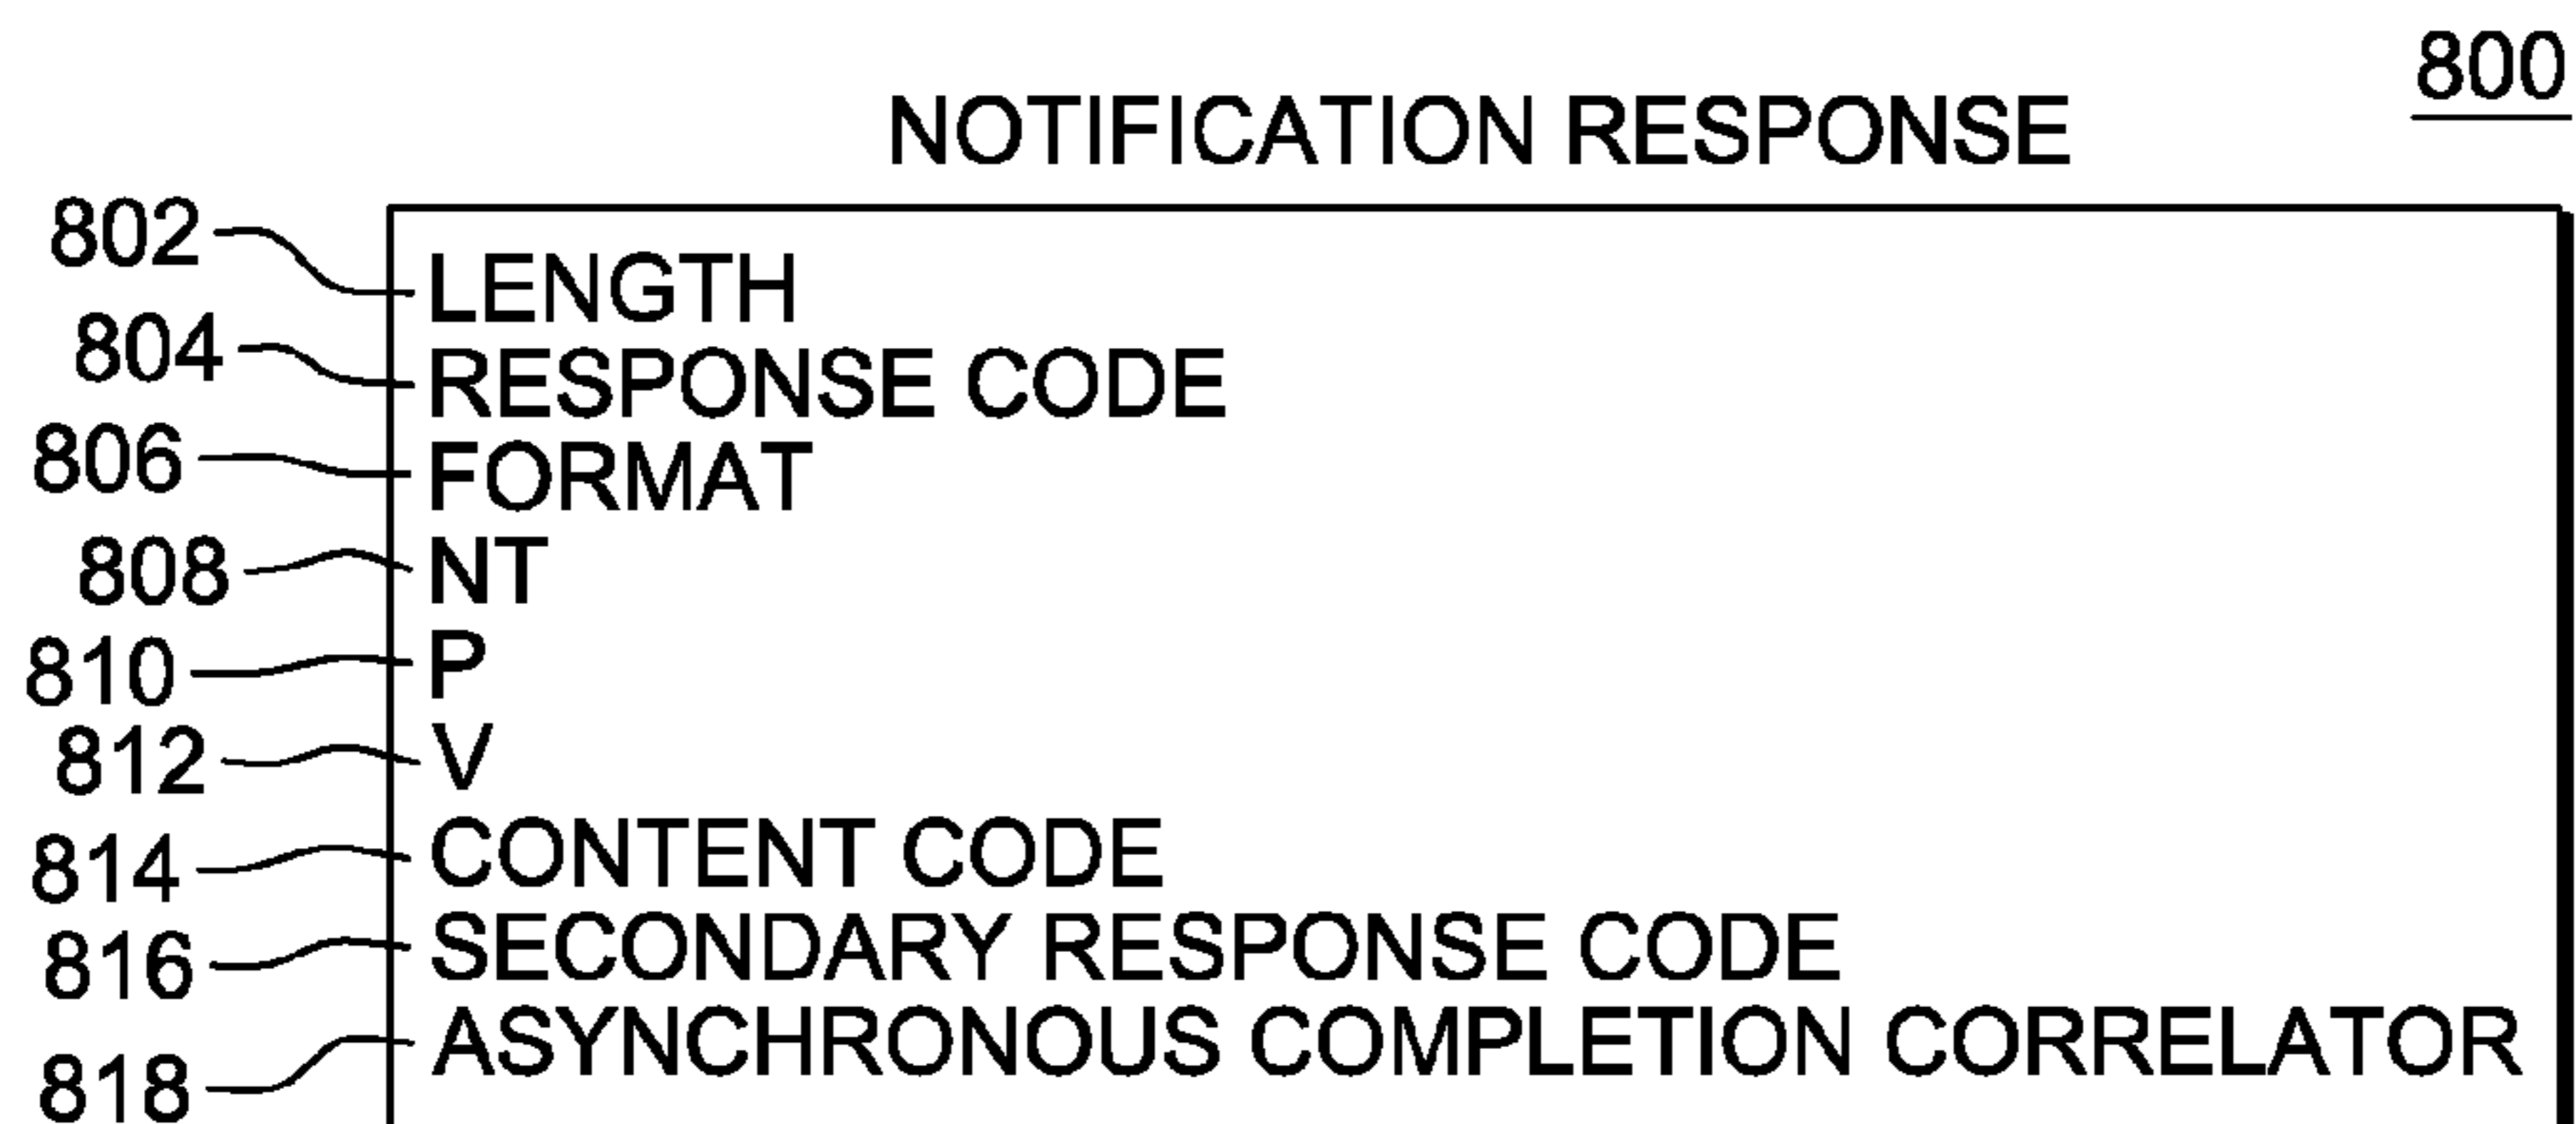 800
NOTIFICATION RESPONSE
802 LENGTH
804 RESPONSE CODE
806 FORMAT
808 NT
810 P
812 V
814 CONTENT CODE
816 SECONDARY RESPONSE CODE
818 ASYNCHRONOUS COMPLETION CORRELATOR